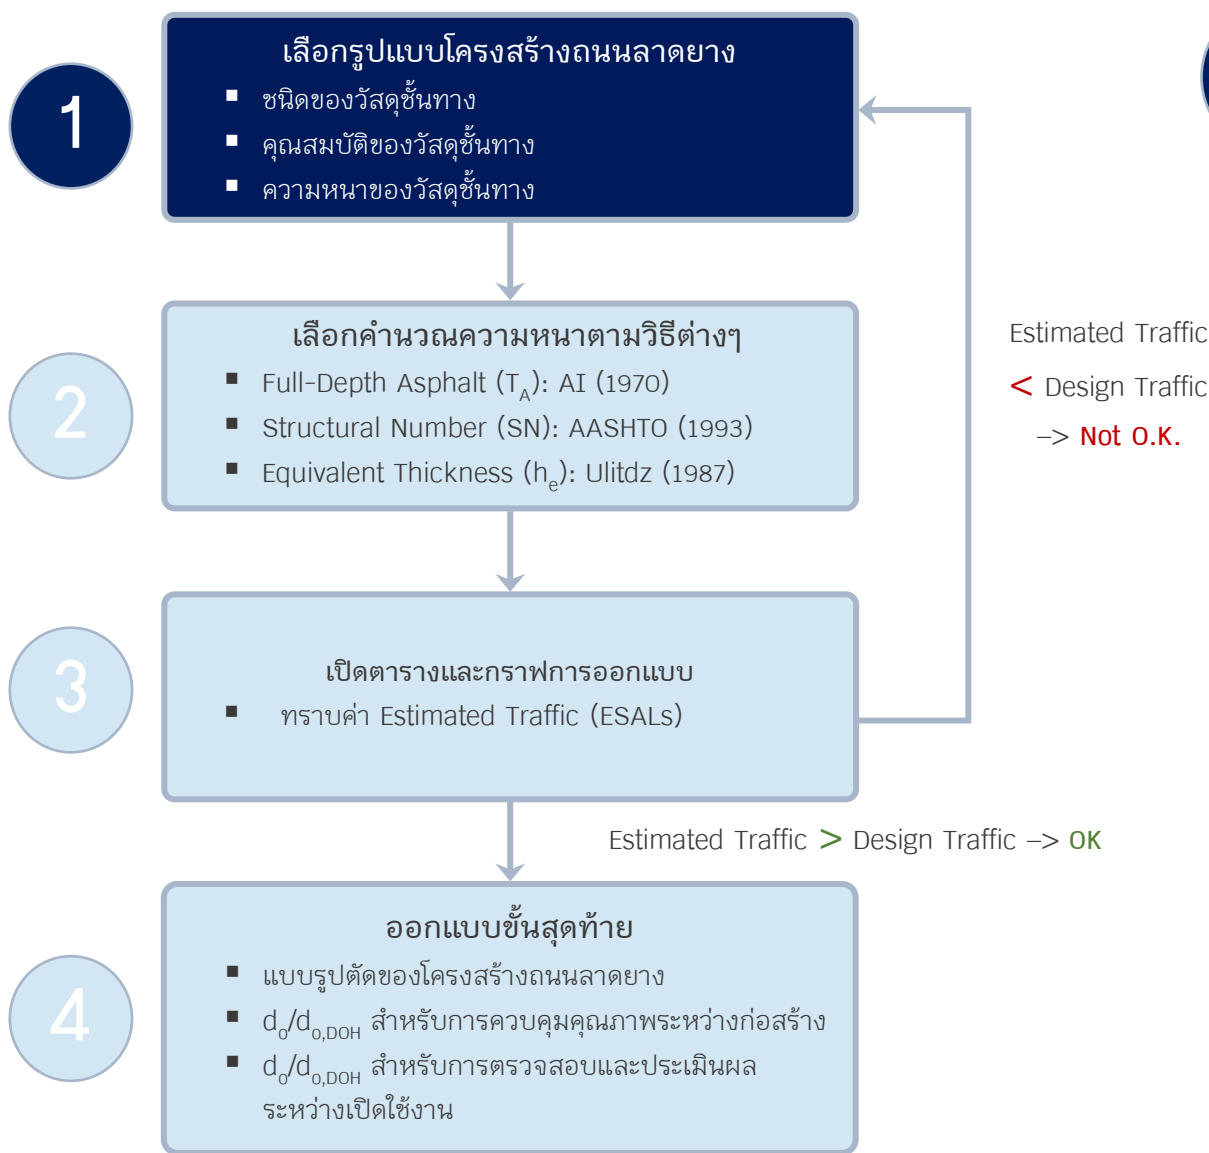 1
เลือกรูปแบบโครงสร้างถนนลาดยาง
▪ ชนิดของวัสดุชั้นทาง
▪ คุณสมบัติของวัสดุชั้นทาง
▪ ความหนาของวัสดุชั้นทาง
2
เลือกคำนวณความหนาตามวิธีต่างๆ
▪ Full-Depth Asphalt (T_A): AI (1970)
▪ Structural Number (SN): AASHTO (1993)
▪ Equivalent Thickness (h_e): Ulitdz (1987)
Estimated Traffic
< Design Traffic
–> Not O.K.
3
เปิดตารางและกราฟการออกแบบ
▪ ทราบค่า Estimated Traffic (ESALs)
Estimated Traffic > Design Traffic –> OK
4
ออกแบบขั้นสุดท้าย
▪ แบบรูปตัดของโครงสร้างถนนลาดยาง
▪ d_o/d_o,DOH สำหรับการควบคุมคุณภาพระหว่างก่อสร้าง
▪ d_o/d_o,DOH สำหรับการตรวจสอบและประเมินผล
ระหว่างเปิดใช้งาน